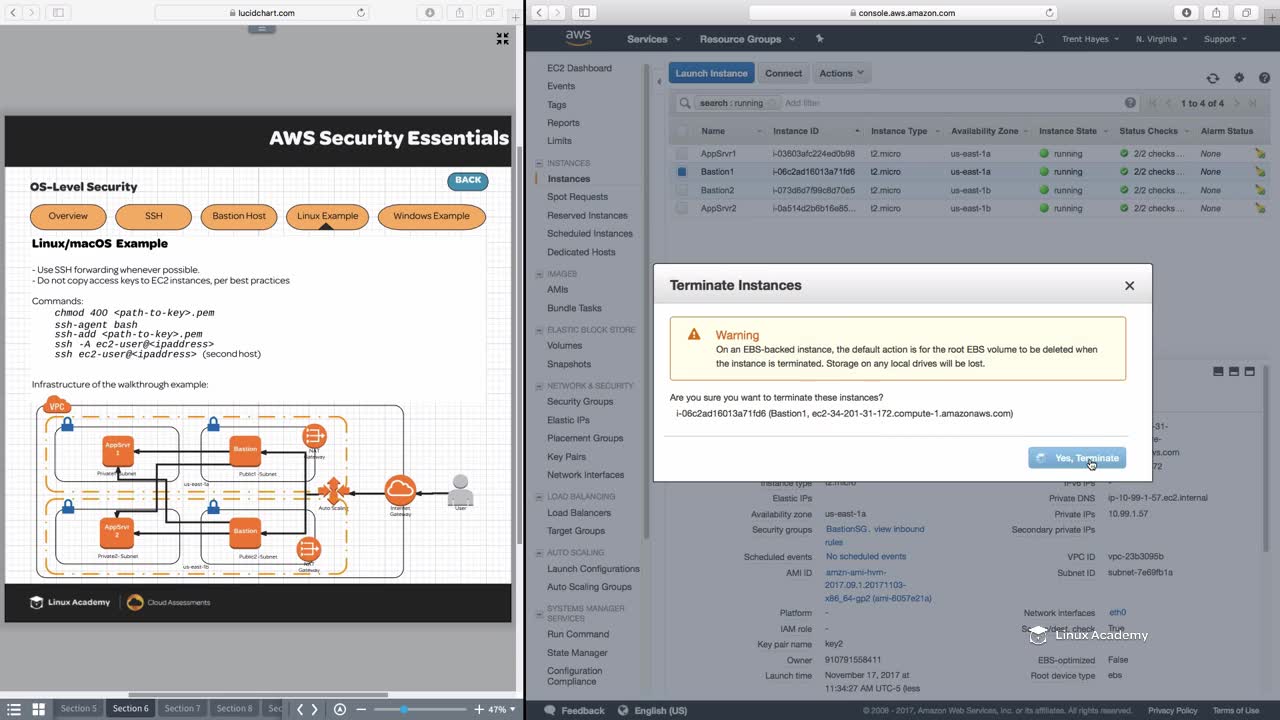 lucidchart.com
AWS Security Essentials
OS-Level Security
BACK
Overview
SSH
Bastion Host
Linux Example
Windows Example
Linux/macOS Example
- Use SSH forwarding whenever possible.
- Do not copy access keys to EC2 instances, per best practices
Commands:
chmod 400 <path-to-key>.pem
ssh-agent bash
ssh-add <path-to-key>.pem
ssh -A ec2-user@<ipaddress>
ssh ec2-user@<ipaddress> (second host)
Infrastructure of the walkthrough example:
VPC
AppSrvr
1
Bastion
NAT
Gateway
Private1-Subnet
Public1-Subnet
us-east-1a
Auto Scaling
Internet
Gateway
User
AppSrvr
2
Bastion
Private2-Subnet
Public2-Subnet
Gateway
us-east-1b
Linux Academy
Cloud Assessments
Section 5
Section 6
Section 7
Section 8
Sec
47%
console.aws.amazon.com
aws
Services
Resource Groups
Trent Hayes
N. Virginia
Support
EC2 Dashboard
Events
Tags
Reports
Limits
INSTANCES
Instances
Spot Requests
Reserved Instances
Scheduled Instances
Dedicated Hosts
IMAGES
AMIs
Bundle Tasks
ELASTIC BLOCK STORE
Volumes
Snapshots
NETWORK & SECURITY
Security Groups
Elastic IPs
Placement Groups
Key Pairs
Network Interfaces
LOAD BALANCING
Load Balancers
Target Groups
AUTO SCALING
Launch Configurations
Auto Scaling Groups
SYSTEMS MANAGER
SERVICES
Run Command
State Manager
Configuration
Compliance
Launch Instance
Connect
Actions
search : running
Add filter
1 to 4 of 4
Name Instance ID Instance Type Availability Zone Instance State Status Checks Alarm Status
AppSrvr1 i-03603afc224ed0b98 t2.micro us-east-1a running 2/2 checks ... None
Bastion1 i-06c2ad16013a71fd6 t2.micro us-east-1a running 2/2 checks ... None
Bastion2 i-073d6d7f99c8d70e5 t2.micro us-east-1b running 2/2 checks ... None
AppSrvr2 i-0a514d2b6b16e85... t2.micro us-east-1b running 2/2 checks ... None
Terminate Instances
Warning
On an EBS-backed instance, the default action is for the root EBS volume to be deleted when
the instance is terminated. Storage on any local drives will be lost.
Are you sure you want to terminate these instances?
i-06c2ad16013a71fd6 (Bastion1, ec2-34-201-31-172.compute-1.amazonaws.com)
Yes, Terminate
-31-
ws.com
72
Instance type t2.micro
IPv6 IPs -
Elastic IPs
Private DNS ip-10-99-1-57.ec2.internal
Availability zone us-east-1a
Private IPs 10.99.1.57
Security groups BastionSG. view inbound
rules
Secondary private IPs
Scheduled events No scheduled events
VPC ID vpc-23b3095b
AMI ID amzn-ami-hvm-
2017.09.1.20171103-
x86_64-gp2 (ami-6057e21a)
Subnet ID subnet-7e69fb1a
Platform -
Network interfaces eth0
IAM role -
True
Linux Academy
Key pair name key2
Owner 910791558411
EBS-optimized False
Launch time November 17, 2017 at
11:34:27 AM UTC-5 (less
Root device type ebs
Feedback
English (US)
© 2008 - 2017, Amazon Web Services, Inc. or its affiliates. All rights reserved.
Privacy Policy
Terms of Use